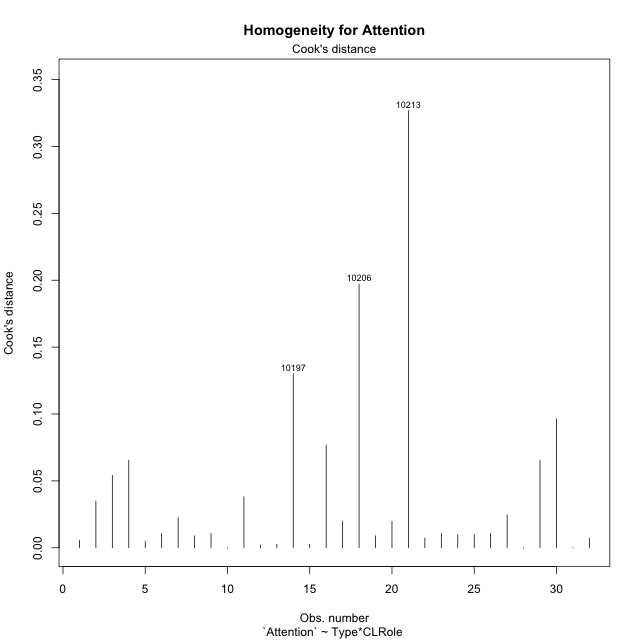 Homogeneity for Attention
Cook's distance
Cook's distance
0.35
0.30
0.25
0.20
0.15
0.10
0.05
0.00
10213
10206
10197
0 5 10 15 20 25 30
Obs. number
`Attention` ~ Type*CLRole